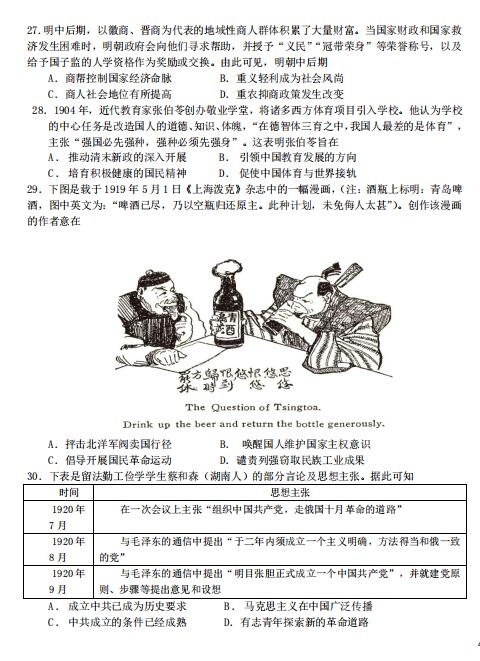 27.明中后期，以徽商、晋商为代表的地域性商人群体积累了大量财富。当国家财政和国家救
济发生困难时，明朝政府会向他们寻求帮助，并授予“义民”“冠带荣身”等荣誉称号，以及
给予国子监的人学资格作为奖励或交换。由此可见，明朝中后期
A．商帮控制国家经济命脉 B．重义轻利成为社会风尚
C．商人社会地位有所提高 D．重农抑商政策发生改变
28．1904年，近代教育家张伯苓创办敬业学堂，将诸多西方体育项目引入学校。他认为学校
的中心任务是改造国人的道德、知识、体魄，“在德智体三育之中，我国人最差的是体育”，
主张“强国必先强种，强种必须先强身”。这表明张伯苓旨在
A．推动清末新政的深入开展 B．引领中国教育发展的方向
C．培育积极健康的国民精神 D．促使中国体育与世界接轨
29．下图是载于1919年5月1日《上海泼克》杂志中的一幅漫画，（注：酒瓶上标明：青岛啤
酒，图中英文为：“啤酒已尽，乃以空瓶归还原主。此种计划，未免侮人太甚”）。创作该漫画
的作者意在
青
岛
酒
The Question of Tsingtoa.
Drink up the beer and return the bottle generously.
A．抨击北洋军阀卖国行径 B．唤醒国人维护国家主权意识
C．倡导开展国民革命运动 D．谴责列强窃取民族工业成果
30．下表是留法勤工俭学学生蔡和森（湖南人）的部分言论及思想主张。据此可知
时间 思想主张
1920年
7月
在一次会议上主张“组织中国共产党，走俄国十月革命的道路”
1920年
8月
与毛泽东的通信中提出“于二年内须成立一个主义明确，方法得当和俄一致
的党”
1920年
9月
与毛泽东的通信中提出“明目张胆正式成立一个中国共产党”，并就建党原
则、步骤等提出意见和设想
A．成立中共已成为历史要求 B．马克思主义在中国广泛传播
C．中共成立的条件已经成熟 D．有志青年探索新的革命道路